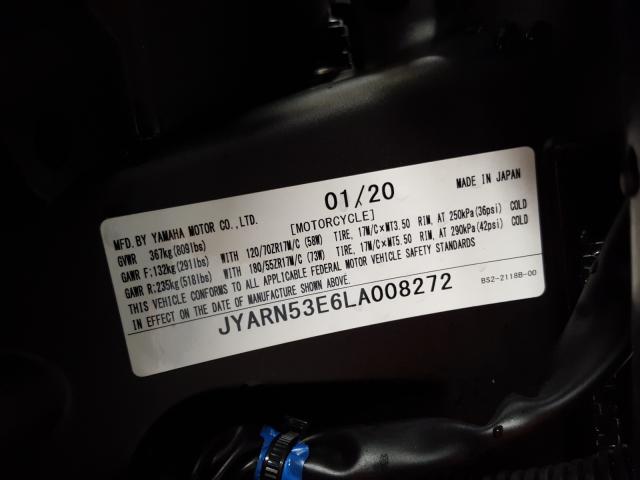 01/20
MFD. BY YAMAHA MOTOR CO., LTD. [MOTORCYCLE] MADE IN JAPAN
GVWR 367kg(809lbs)
GAWR F:132kg(291lbs) WITH 120/70ZR17M/C (58W) TIRE, 17M/C×MT3.50 RIM, AT 250kPa(36psi) COLD
GAWR R:235kg(518lbs) WITH 180/55ZR17M/C (73W) TIRE, 17M/C×MT5.50 RIM, AT 290kPa(42psi) COLD
THIS VEHICLE CONFORMS TO ALL APPLICABLE FEDERAL MOTOR VEHICLE SAFETY STANDARDS
IN EFFECT ON THE DATE OF MANUFACTURE SHOWN ABOVE. BS2-2118B-00
JYARN53E6LA008272